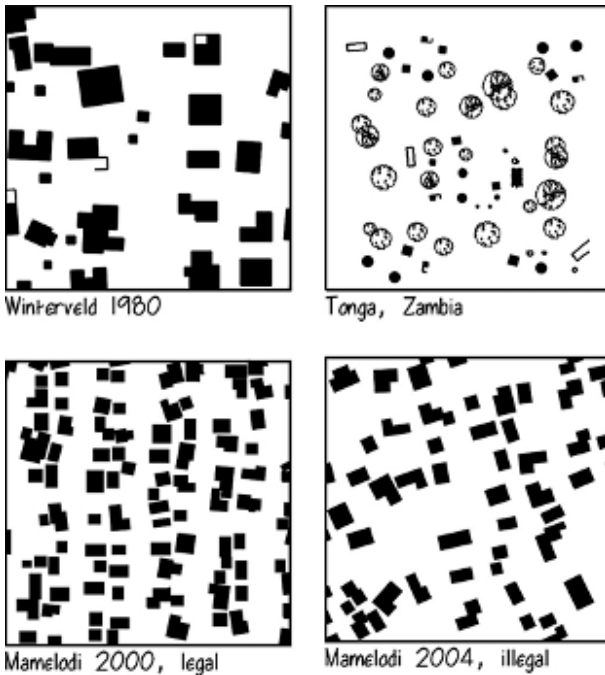 Winterveld 1980
Tonga, Zambia
Mamelodi 2000, legal
Mamelodi 2004, illegal